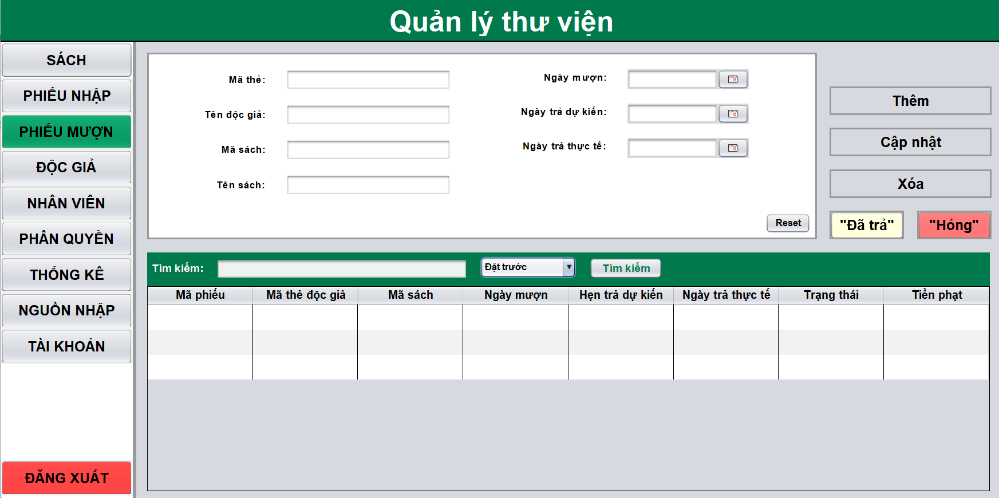 Quản lý thư viện
SÁCH
PHIẾU NHẬP
PHIẾU MƯỢN
ĐỘC GIẢ
NHÂN VIÊN
PHÂN QUYỀN
THỐNG KÊ
NGUỒN NHẬP
TÀI KHOẢN
ĐĂNG XUẤT
Mã thẻ:
Tên độc giả:
Mã sách:
Tên sách:
Ngày mượn:
Ngày trả dự kiến:
Ngày trả thực tế:
Reset
Thêm
Cập nhật
Xóa
"Đã trả" "Hỏng"
Tìm kiếm: Đặt trước Tìm kiếm
Mã phiếu Mã thẻ độc giả Mã sách Ngày mượn Hẹn trả dự kiến Ngày trả thực tế Trạng thái Tiền phạt